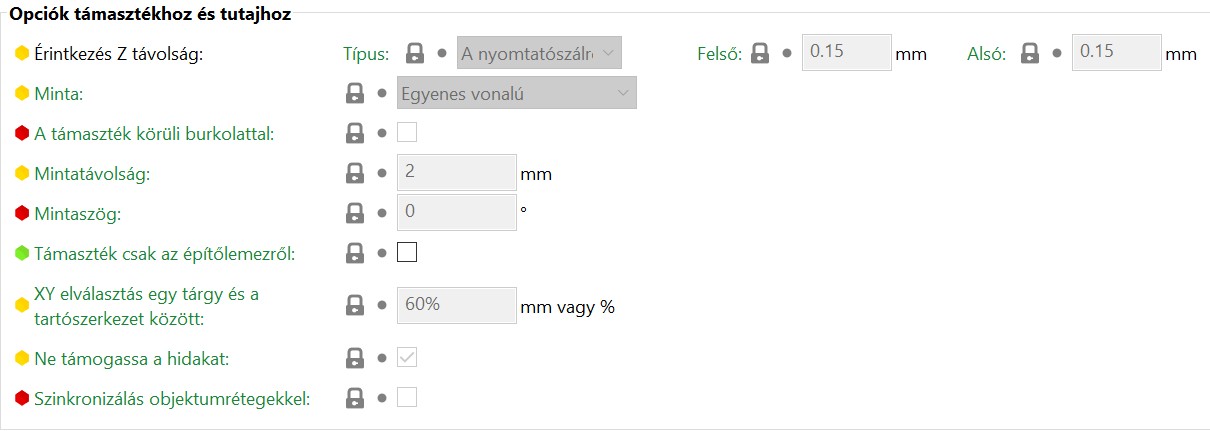 Opciók támasztékhoz és tutajhoz
Érintkezés Z távolság: Típus: A nyomtatószálre Felső: 0.15 mm Alsó: 0.15 mm
Minta: Egyenes vonalú
A támaszték körüli burkolattal:
Mintatávolság: 2 mm
Mintaszög: 0 °
Támaszték csak az építőlemezről:
XY elválasztás egy tárgy és a
tartószerkezet között: 60% mm vagy %
Ne támogassa a hidakat:
Szinkronizálás objektumrétegekkel: